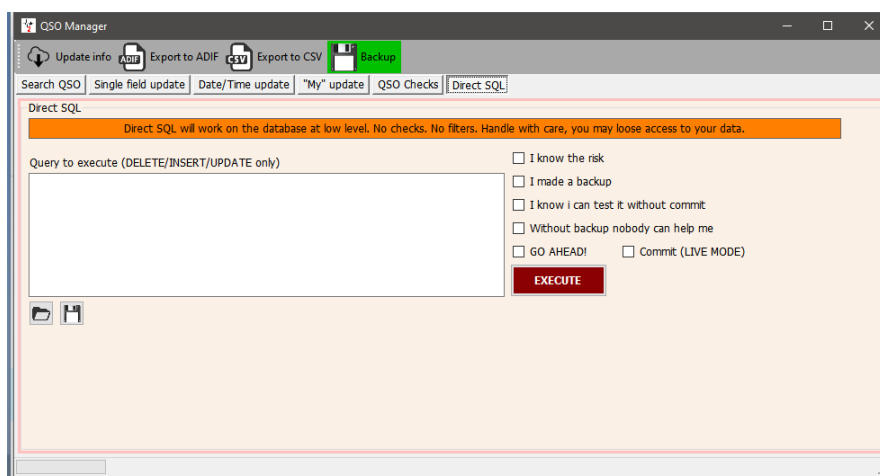 QSO Manager
Update info ADIF Export to ADIF CSV Export to CSV Backup
Search QSO Single field update Date/Time update "My" update QSO Checks Direct SQL
Direct SQL
Direct SQL will work on the database at low level. No checks. No filters. Handle with care, you may loose access to your data.
Query to execute (DELETE/INSERT/UPDATE only)
I know the risk
I made a backup
I know i can test it without commit
Without backup nobody can help me
GO AHEAD! Commit (LIVE MODE)
EXECUTE